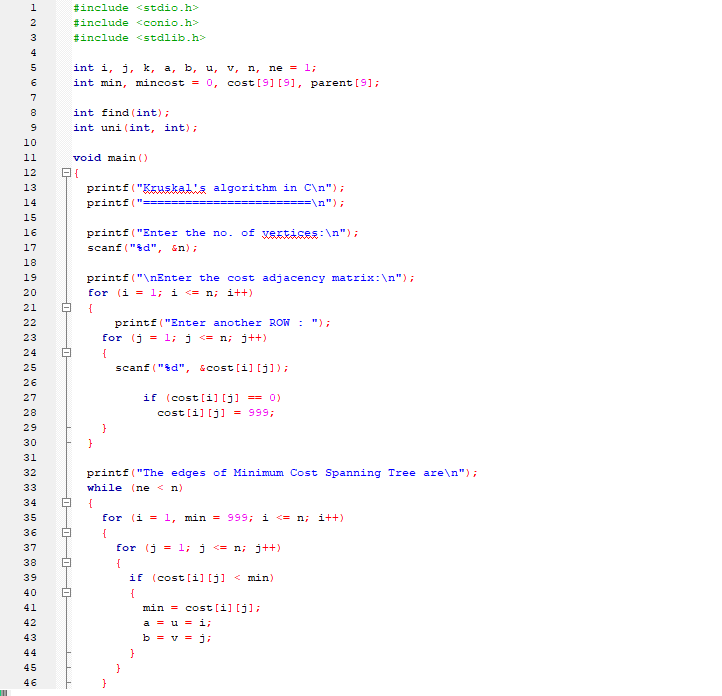 1 #include <stdio.h>
2 #include <conio.h>
3 #include <stdlib.h>
4
5 int i, j, k, a, b, u, v, n, ne = 1;
6 int min, mincost = 0, cost[9][9], parent[9];
7
8 int find(int);
9 int uni(int, int);
10
11 void main()
12 {
13 printf("Kruskal's algorithm in C\n");
14 printf("========================\n");
15
16 printf("Enter the no. of vertices:\n");
17 scanf("%d", &n);
18
19 printf("\nEnter the cost adjacency matrix:\n");
20 for (i = 1; i <= n; i++)
21 {
22 printf("Enter another ROW : ");
23 for (j = 1; j <= n; j++)
24 {
25 scanf("%d", &cost[i][j]);
26
27 if (cost[i][j] == 0)
28 cost[i][j] = 999;
29 }
30 }
31
32 printf("The edges of Minimum Cost Spanning Tree are\n");
33 while (ne < n)
34 {
35 for (i = 1, min = 999; i <= n; i++)
36 {
37 for (j = 1; j <= n; j++)
38 {
39 if (cost[i][j] < min)
40 {
41 min = cost[i][j];
42 a = u = i;
43 b = v = j;
44 }
45 }
46 }